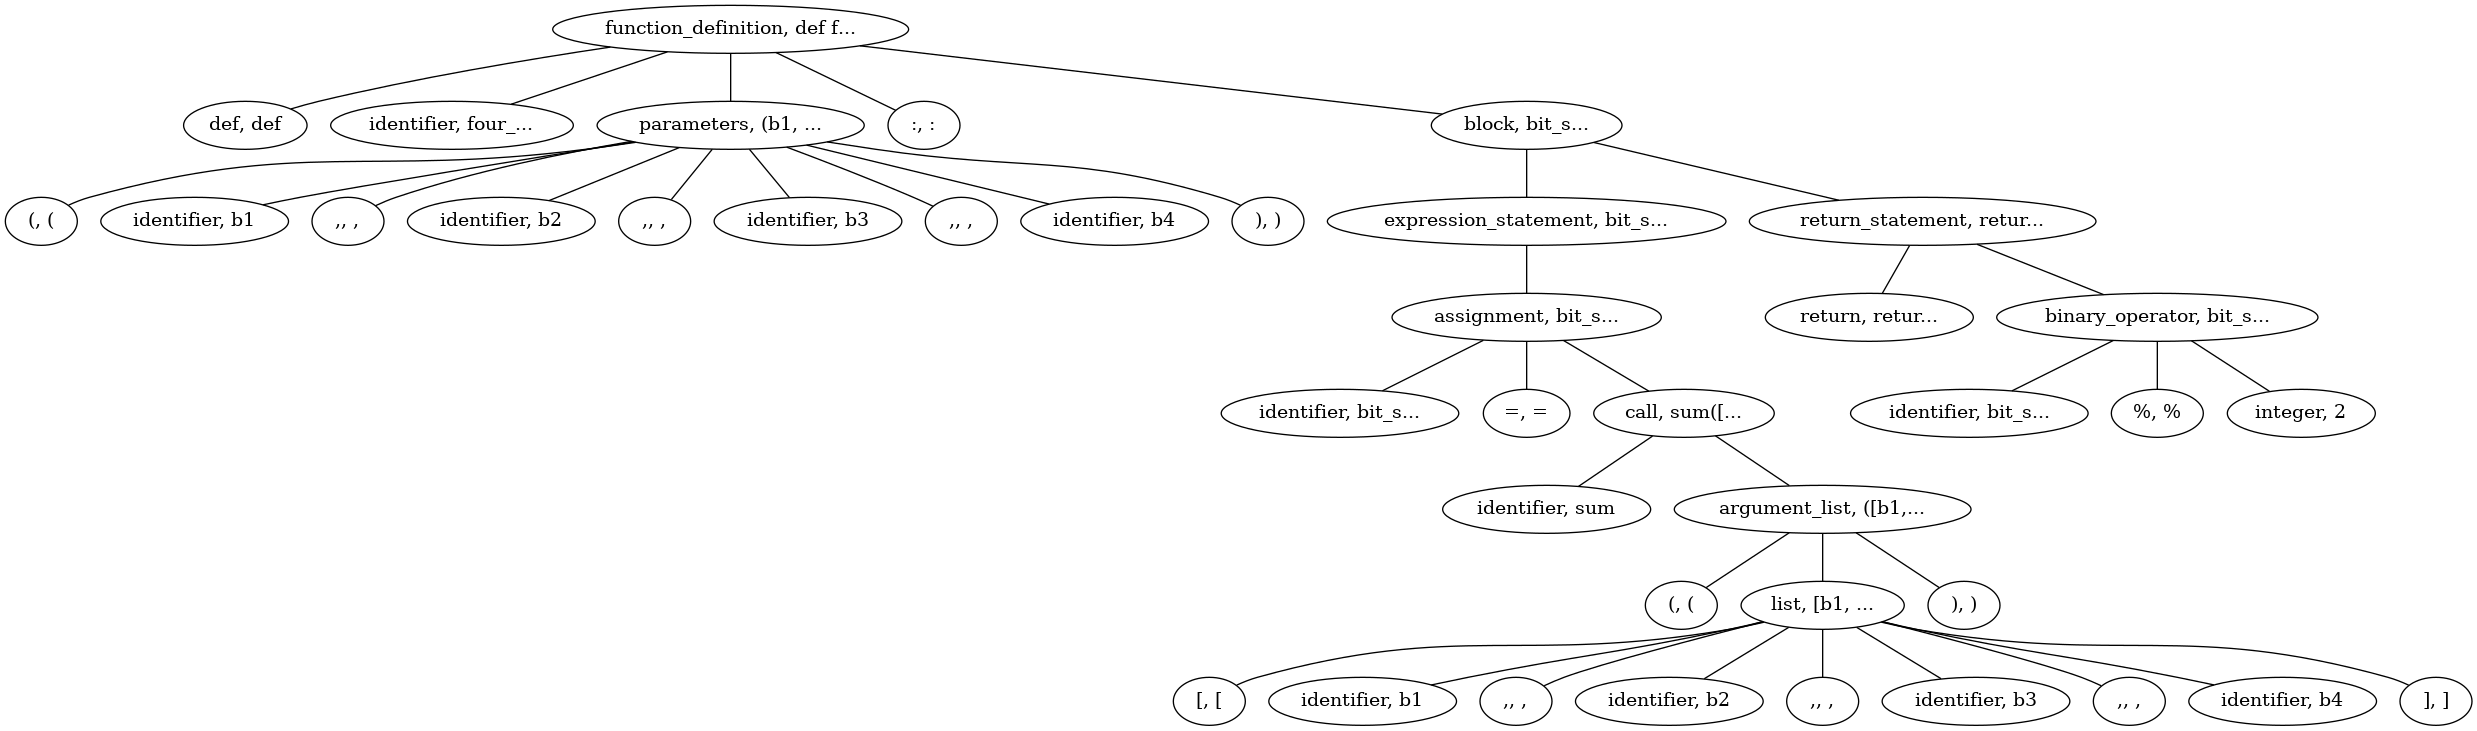 function_definition, def f...
def, def
identifier, four_...
parameters, (b1, ...
:, :
block, bit_s...
(, (
identifier, b1
,, ,
identifier, b2
,, ,
identifier, b3
,, ,
identifier, b4
), )
expression_statement, bit_s...
return_statement, retur...
assignment, bit_s...
return, retur...
binary_operator, bit_s...
identifier, bit_s...
=, =
call, sum([...
identifier, bit_s...
%, %
integer, 2
identifier, sum
argument_list, ([b1,...
(, (
list, [b1, ...
), )
[, [
identifier, b1
,, ,
identifier, b2
,, ,
identifier, b3
,, ,
identifier, b4
], ]